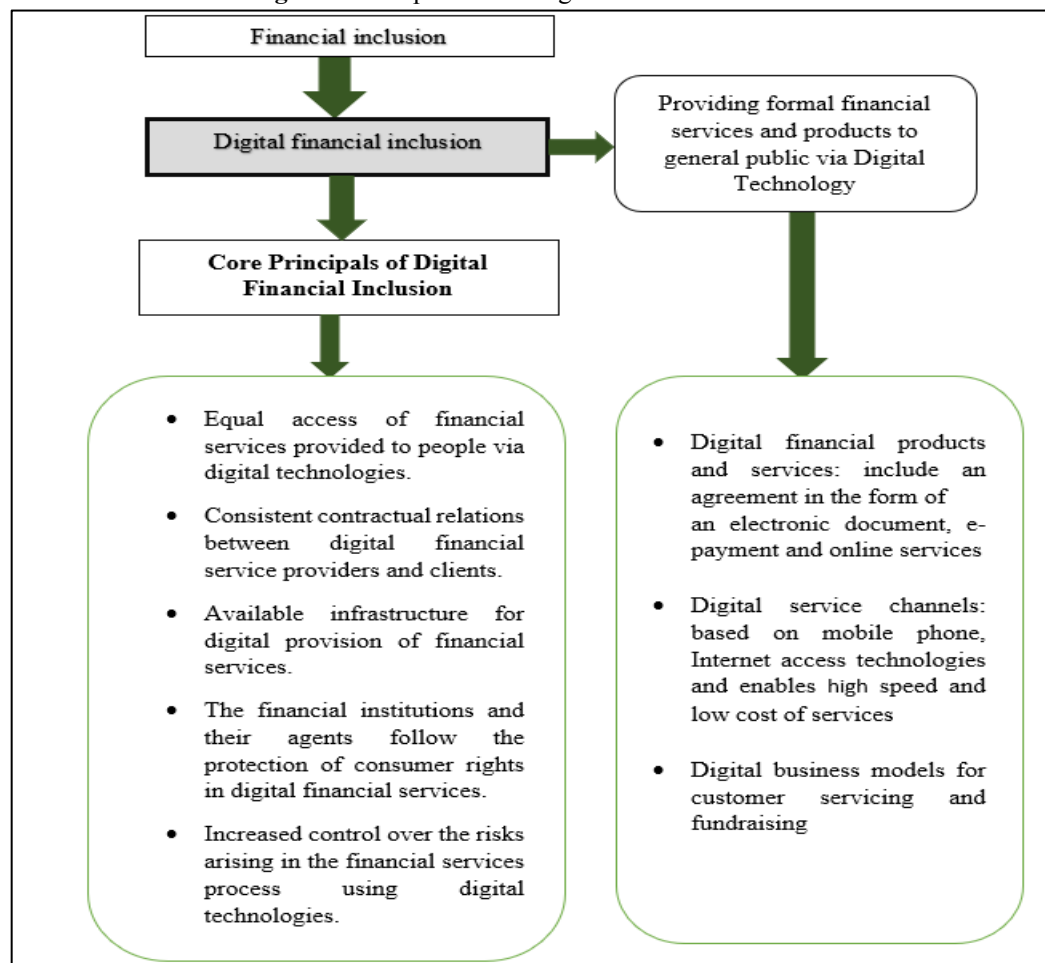 Financial inclusion
Digital financial inclusion
Providing formal financial
services and products to
general public via Digital
Technology
Core Principals of Digital
Financial Inclusion
• Equal access of financial
services provided to people via
digital technologies.
• Consistent contractual relations
between digital financial
service providers and clients.
• Available infrastructure for
digital provision of financial
services.
• The financial institutions and
their agents follow the
protection of consumer rights
in digital financial services.
• Increased control over the risks
arising in the financial services
process using digital
technologies.
• Digital financial products
and services: include an
agreement in the form of
an electronic document, e-
payment and online services
• Digital service channels:
based on mobile phone,
Internet access technologies
and enables high speed and
low cost of services
• Digital business models for
customer servicing and
fundraising